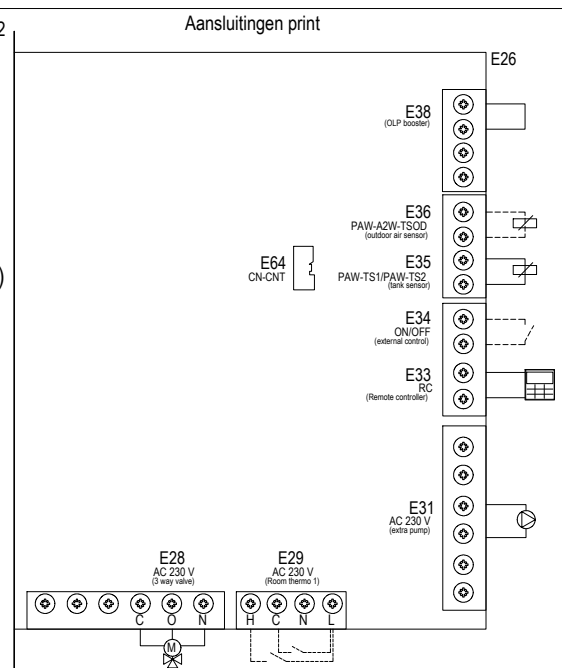 2
Aansluitingen print
E26
E38
(OLP booster)
E36
PAW-A2W-TSOD
(outdoor air sensor)
E64
CN-CNT
E35
PAW-TS1/PAW-TS2
(tank sensor)
)
E34
ON/OFF
(external control)
E33
RC
(Remote controller)
E31
AC 230 V
(extra pump)
E28
AC 230 V
(3 way valve)
E29
AC 230 V
(Room thermo 1)
C O N
H C N L
M